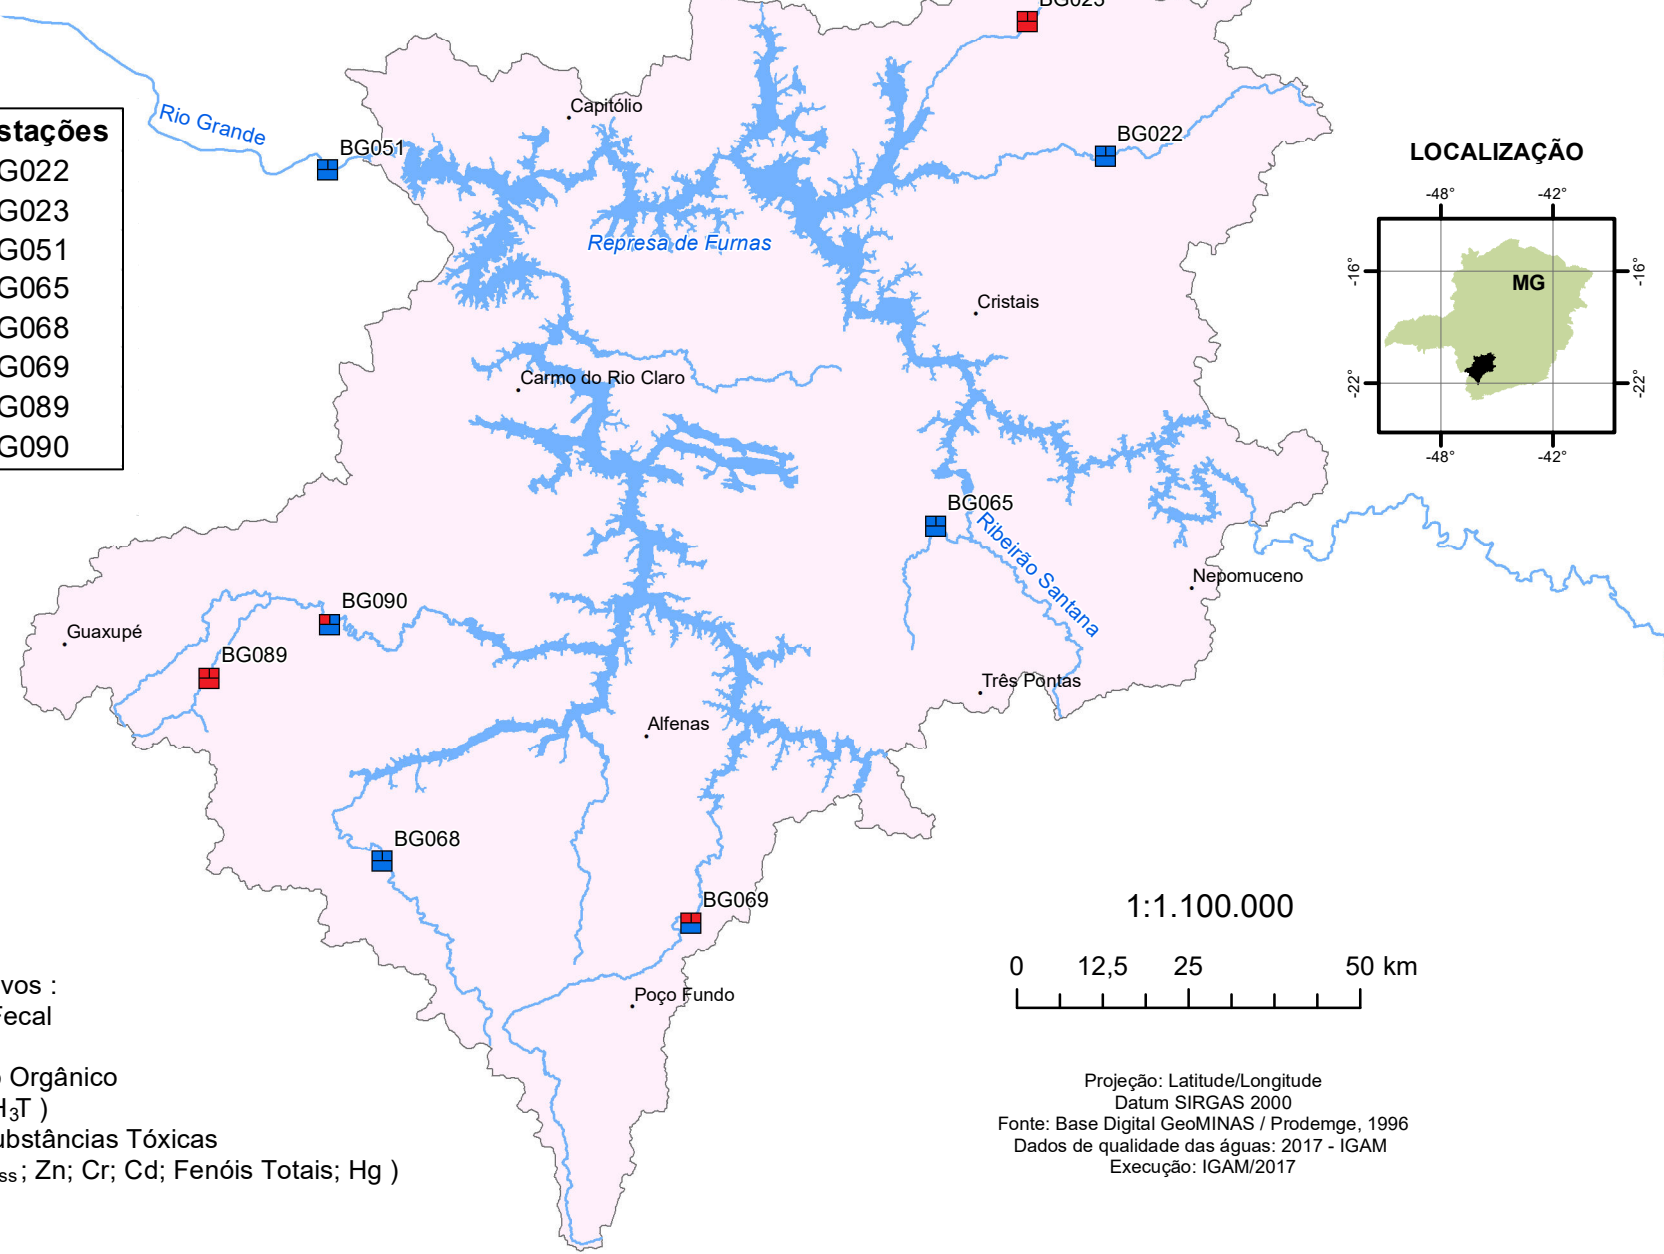 BG023
Capitólio
Rio Grande
stações
BG051
BG022
LOCALIZAÇÃO
G022
G023
G051
G065
G068
G069
G089
G090
-48° -42°
-16° MG -16°
-22° -22°
-48° -42°
Represa de Furnas
Cristais
Carmo do Rio Claro
BG065
Ribeirão Santana
Nepomuceno
BG090
Guaxupé
BG089
Três Pontas
Alfenas
BG068
BG069
1:1.100.000
0 12,5 25 50 km
Poço Fundo
vos :
Fecal
Orgânico
H₃T )
ubstâncias Tóxicas
ss ; Zn; Cr; Cd; Fenóis Totais; Hg )
Projeção: Latitude/Longitude
Datum SIRGAS 2000
Fonte: Base Digital GeoMINAS / Prodemge, 1996
Dados de qualidade das águas: 2017 - IGAM
Execução: IGAM/2017